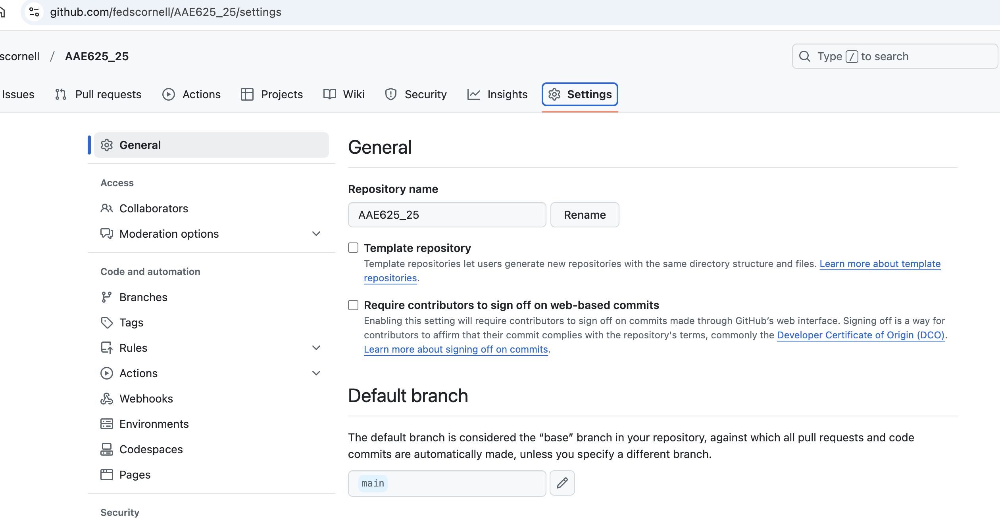 github.com/fedscornell/AAE625_25/settings
scornell / AAE625_25
Type / to search
Issues Pull requests Actions Projects Wiki Security Insights Settings
General
Access
Collaborators
Moderation options
Code and automation
Branches
Tags
Rules
Actions
Webhooks
Environments
Codespaces
Pages
Security
General
Repository name
AAE625_25 Rename
Template repository
Template repositories let users generate new repositories with the same directory structure and files. Learn more about template
repositories.
Require contributors to sign off on web-based commits
Enabling this setting will require contributors to sign off on commits made through GitHub’s web interface. Signing off is a way for
contributors to affirm that their commit complies with the repository's terms, commonly the Developer Certificate of Origin (DCO).
Learn more about signing off on commits.
Default branch
The default branch is considered the “base” branch in your repository, against which all pull requests and code
commits are automatically made, unless you specify a different branch.
main